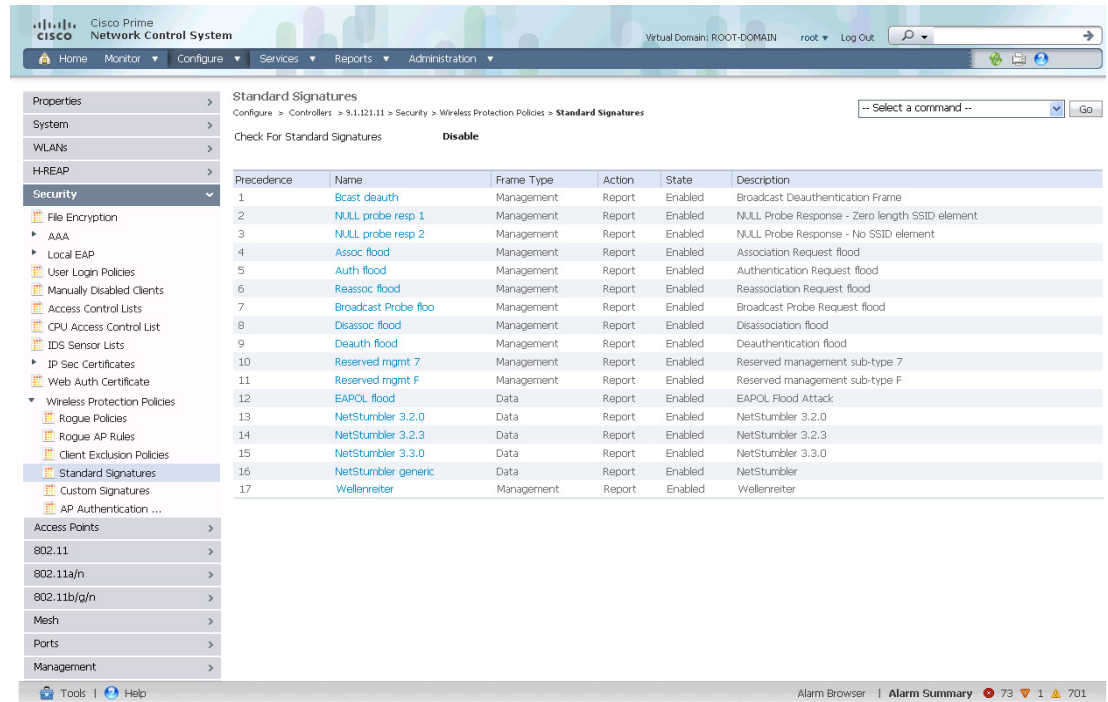 Cisco Prime
CISCO Network Control System
Virtual Domain: ROOT-DOMAIN root Log Out
Home Monitor Configure Services Reports Administration
Properties
System
WLANs
H-REAP
Security
File Encryption
AAA
Local EAP
User Login Policies
Manually Disabled Clients
Access Control Lists
CPU Access Control List
IDS Sensor Lists
IP Sec Certificates
Web Auth Certificate
Wireless Protection Policies
Rogue Policies
Rogue AP Rules
Client Exclusion Policies
Standard Signatures
Custom Signatures
AP Authentication ...
Access Points
802.11
802.11a/n
802.11b/g/n
Mesh
Ports
Management
Standard Signatures
Configure > Controllers > 9.1.121.11 > Security > Wireless Protection Policies > Standard Signatures
-- Select a command -- Go
Check For Standard Signatures Disable
Precedence Name Frame Type Action State Description
1 Bcast deauth Management Report Enabled Broadcast Deauthentication Frame
2 NULL probe resp 1 Management Report Enabled NULL Probe Response - Zero length SSID element
3 NULL probe resp 2 Management Report Enabled NULL Probe Response - No SSID element
4 Assoc flood Management Report Enabled Association Request flood
5 Auth flood Management Report Enabled Authentication Request flood
6 Reassoc flood Management Report Enabled Reassociation Request flood
7 Broadcast Probe floo Management Report Enabled Broadcast Probe Request flood
8 Disassoc flood Management Report Enabled Disassociation flood
9 Deauth flood Management Report Enabled Deauthentication flood
10 Reserved mgmt 7 Management Report Enabled Reserved management sub-type 7
11 Reserved mgmt F Management Report Enabled Reserved management sub-type F
12 EAPOL flood Data Report Enabled EAPOL Flood Attack
13 NetStumbler 3.2.0 Data Report Enabled NetStumbler 3.2.0
14 NetStumbler 3.2.3 Data Report Enabled NetStumbler 3.2.3
15 NetStumbler 3.3.0 Data Report Enabled NetStumbler 3.3.0
16 NetStumbler generic Data Report Enabled NetStumbler
17 Wellenreiter Management Report Enabled Wellenreiter
Tools | Help
Alarm Browser | Alarm Summary 73 1 701